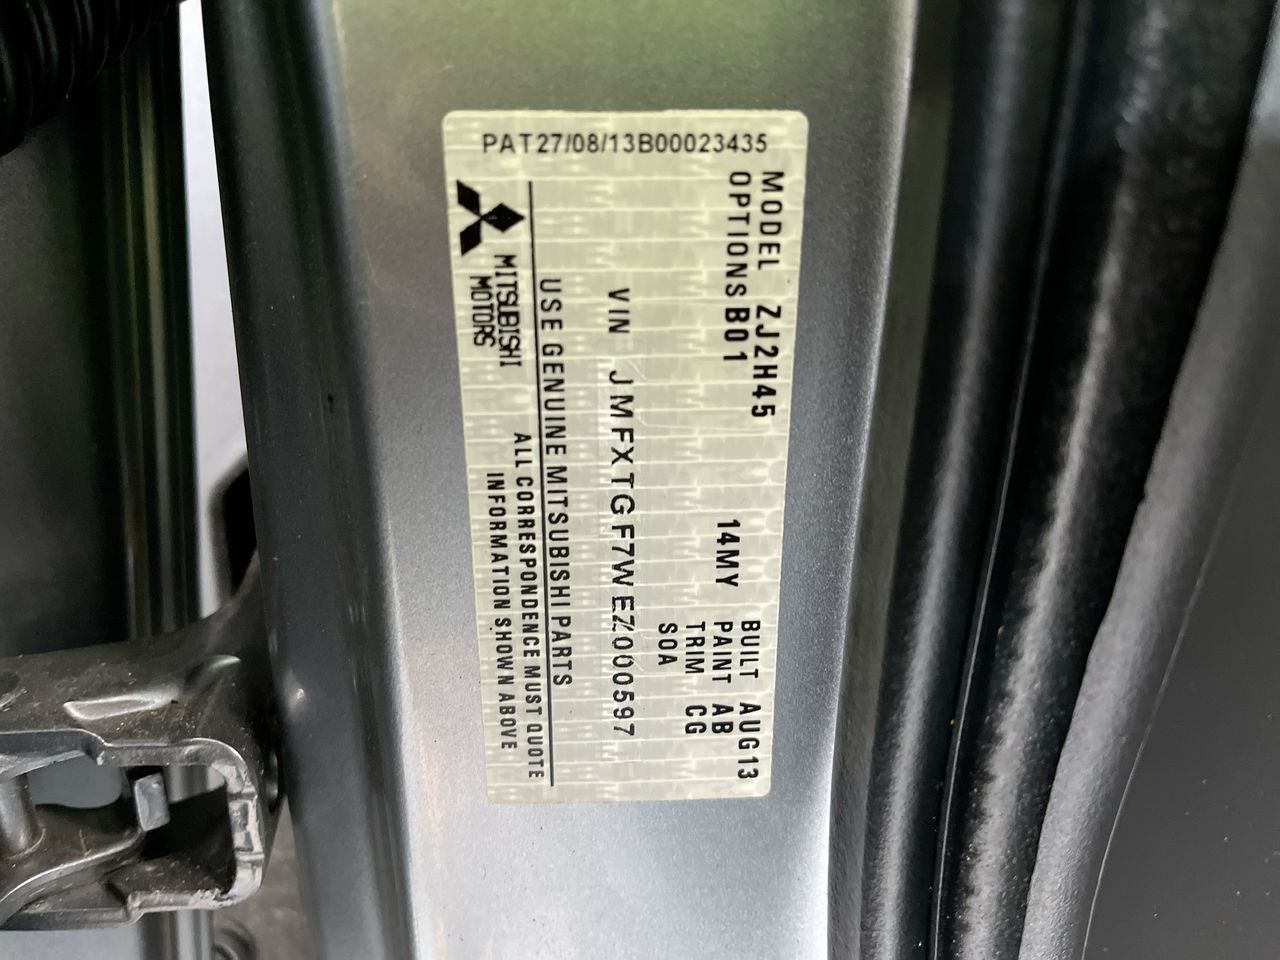 PAT27/08/13B00023435
MODEL ZJ2H45 BUILT AUG13
OPTIONS B01 14MY PAINT AB
TRIM CG
SOA
VIN JMFXTGF7WEZ000597
USE GENUINE MITSUBISHI PARTS
MITSUBISHI
MOTORS
ALL CORRESPONDENCE MUST QUOTE
INFORMATION SHOWN ABOVE